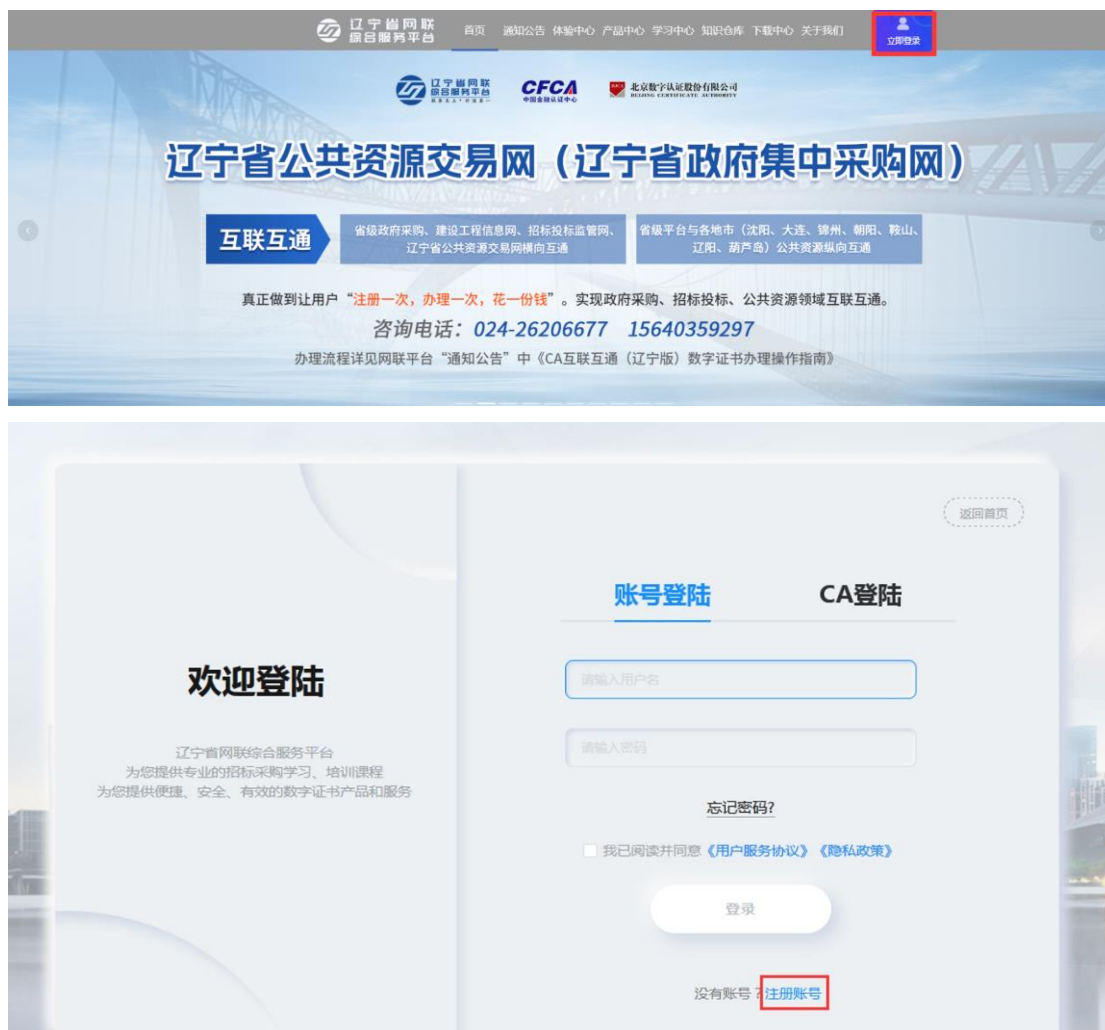 辽宁省网联
综合服务平台
首页 通知公告 体验中心 产品中心 学习中心 知识仓库 下载中心 关于我们
立即登录
辽宁省网联
综合服务平台
CFCA
中国金融认证中心
北京数字认证股份有限公司
BEIJING CERTIFICATE AUTHORITY
辽宁省公共资源交易网（辽宁省政府集中采购网）
互联互通
省级政府采购、建设工程信息网、招标投标监管网、
辽宁省公共资源交易网横向互通
省级平台与各地市（沈阳、大连、锦州、朝阳、鞍山、
辽阳、葫芦岛）公共资源纵向互通
真正做到让用户“注册一次，办理一次，花一份钱”。实现政府采购、招标投标、公共资源领域互联互通。
咨询电话：024-26206677 15640359297
办理流程详见网联平台“通知公告”中《CA互联互通（辽宁版）数字证书办理操作指南》
返回首页
账号登陆 CA登陆
欢迎登陆
辽宁省网联综合服务平台
为您提供专业的招标采购学习、培训课程
为您提供便捷、安全、有效的数字证书产品和服务
请输入用户名
请输入密码
忘记密码?
我已阅读并同意《用户服务协议》《隐私政策》
登录
没有账号？注册账号